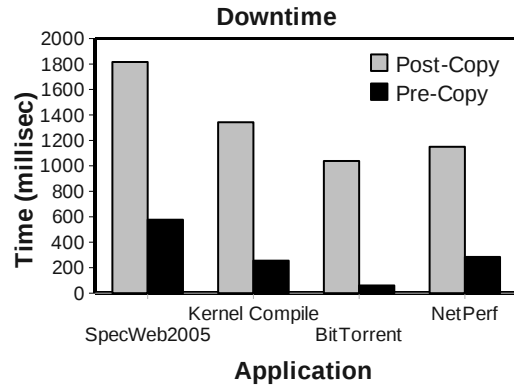 Downtime
2000
1800
1600
1400
1200
1000
800
600
400
200
0
Time (millisec)
Post-Copy
Pre-Copy
SpecWeb2005
Kernel Compile
BitTorrent
NetPerf
Application